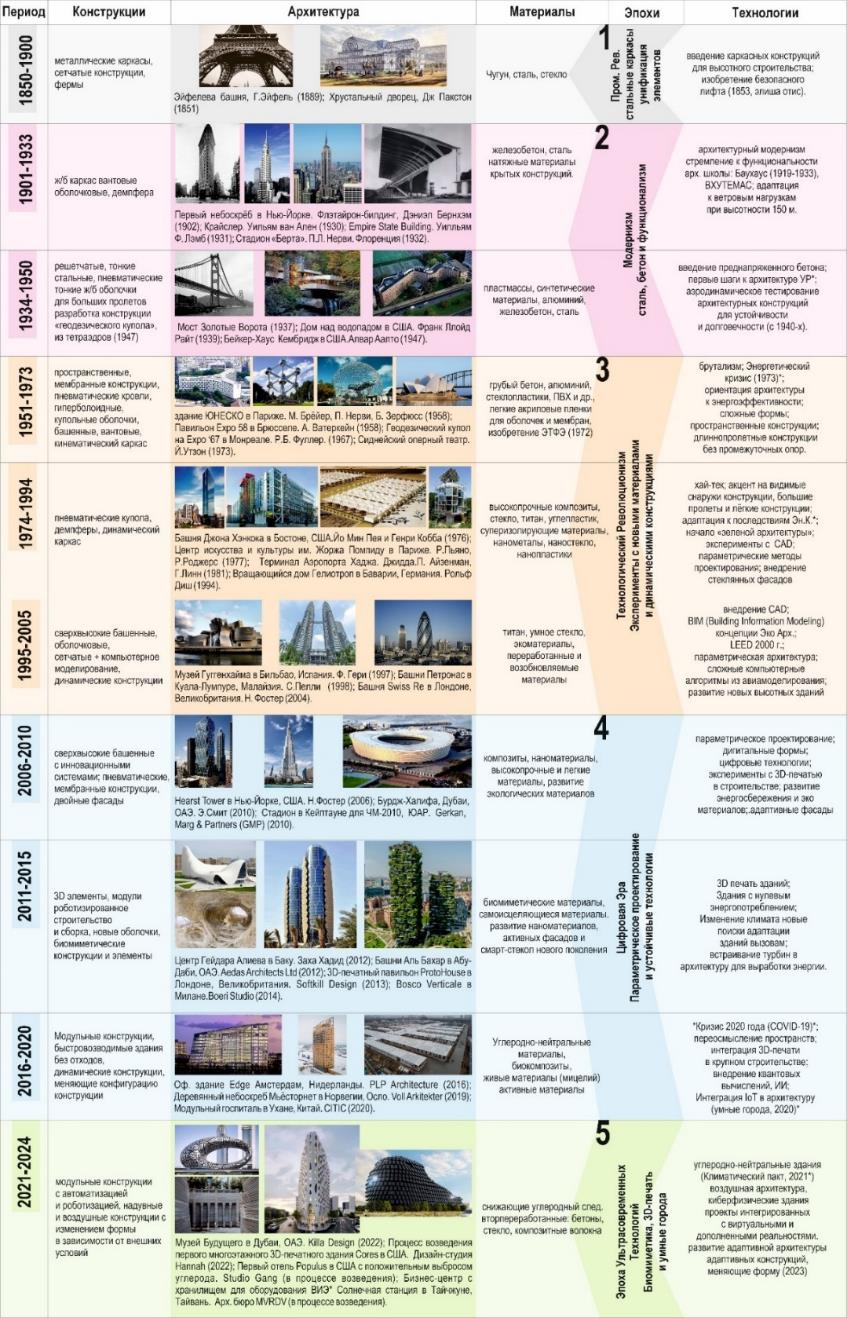 Период Конструкции Архитектура Материалы Эпохи Технологии
1850-1900
металлические каркасы,
сетчатые конструкции,
фермы
Эйфелева башня, Г.Эйфель (1889); Хрустальный дворец, Дж Пакстон
(1851)
Чугун, сталь, стекло
1
Пром. Рев.
стальные каркасы
унификация
элементов
введение каркасных конструкций
для высотного строительства;
изобретение безопасного
лифта (1853, элиша отис).
1901-1933
ж/б каркас вантовые
оболочковые, демпфера
Первый небоскрёб в Нью-Йорке. Флэтайрон-билдинг, Дэниэл Бернхэм
(1902); Крайслер. Уильям ван Ален (1930); Empire State Building. Уилльям
Ф.Лэмб (1931); Стадион «Берта». П.Л. Нерви. Флоренция (1932).
железобетон, сталь
натяжные материалы
крытых конструкций.
2
Модернизм
сталь, бетон и функционализм
архитектурный модернизм
стремление к функциональности
арх. школы: Баухаус (1919-1933),
ВХУТЕМАС; адаптация
к ветровым нагрузкам
при высотности 150 м.
1934-1950
решетчатые, тонкие
стальные, пневматические
тонкие ж/б оболочки
для больших пролетов
разработка конструкции
«геодезического купола»,
из тетраэдров (1947)
Мост Золотые Ворота (1937); Дом над водопадом в США. Франк Ллойд
Райт (1939); Бейкер-Хаус Кембридж в США.Алвар Аалто (1947).
пластмассы, синтетические
материалы, алюминий,
железобетон, сталь
введение преднапряженного бетона;
первые шаги к архитектуре УР*;
аэродинамическое тестирование
архитектурных конструкций
для устойчивости
и долговечности (с 1940-х).
1951-1973
пространственные,
мембранные конструкции,
пневматические кровли,
гиперболоидные,
купольные оболочки,
башенные, вантовые,
кинематический каркас
здание ЮНЕСКО в Париже. М. Брёйер, П. Нерви, Б. Зерфюсс (1958);
Павильон Expo 58 в Брюсселе. А. Ватеркейн (1958); Геодезический купол
на Expo '67 в Монреале. Р.Б. Фуллер. (1967); Сиднейский оперный театр.
Й.Утзон (1973).
грубый бетон, алюминий,
стеклопластики, ПВХ и др.,
легкие акриловые пленки
для оболочек и мембран,
изобретение ЭТФЭ (1972)
3
Технологический Революционизм
Эксперименты с новыми материалами
и динамическими конструкциями
брутализм; Энергетический
кризис (1973)*;
ориентация архитектуры
к энергоэффективности;
сложные формы;
пространственные конструкции;
длиннопролетные конструкции
без промежуточных опор.
1974-1994
пневматические купола,
демпферы, динамический
каркас
Башня Джона Хэнкока в Бостоне, США.Йо Мин Пея и Генри Кобба (1976);
Центр искусства и культуры им. Жоржа Помпиду в Париже. Р.Пьяно,
Р.Роджерс (1977); Терминал Аэропорта Хаджа. Джидда.П. Айзенман,
Г.Линн (1981); Вращающийся дом Гелиотроп в Баварии, Германия. Рольф
Диш (1994).
высокопрочные композиты,
стекло, титан, углепластик,
суперизолирующие материалы,
нанометалы, наностекло,
нанопластики
хай-тек; акцент на видимые
снаружи конструкции, большие
пролеты и лёгкие конструкции;
адаптация к последствиям Эн.К.*;
начало «зеленой архитектуры»;
эксперименты с CAD;
параметрические методы
проектирования; внедрение
стеклянных фасадов
1995-2005
сверхвысокие башенные,
оболочковые,
сетчатые + компьютерное
моделирование,
динамические конструкции
Музей Гуггенхайма в Бильбао, Испания. Ф. Гери (1997); Башни Петронас в
Куала-Лумпуре, Малайзия. С.Пелли (1998); Башня Swiss Re в Лондоне,
Великобритания. Н. Фостер (2004).
титан, умное стекло,
экоматериалы,
переработанные и
возобновляемые
материалы
внедрение CAD;
BIM (Building Information Modeling)
концепции Эко Арх.;
LEED 2000 г.;
параметрическая архитектура;
сложные компьютерные
алгоритмы из авиамоделирование;
развитие новых высотных зданий
2006-2010
сверхвысокие башенные
с инновационными
системами; пневматические,
мембранные конструкции,
двойные фасады
Hearst Tower в Нью-Йорке, США. Н.Фостер (2006); Бурдж-Халифа, Дубаи,
ОАЭ. Э.Смит (2010); Стадион в Кейптауне для ЧМ-2010, ЮАР. Gerkan,
Marg & Partners (GMP) (2010).
композиты, наноматериалы,
высокопрочные и легкие
материалы, развитие
экологических материалов
4
Цифровая Эра
Параметрическое проектирование
и устойчивые технологии
параметрическое проектирование;
дигитальные формы;
цифровые технологии;
эксперименты с 3D-печатью
в строительстве; развитие
энергосбережения и эко
материалов;.адаптивные фасады
2011-2015
3D элементы, модули
роботизированное
строительство
и сборка, новые оболочки,
биомиметические
конструкции и элементы
Центр Гейдара Алиева в Баку. Заха Хадид (2012); Башни Аль Бахар в Абу-
Даби, ОАЭ. Aedas Architects Ltd (2012); 3D-печатный павильон ProtoHouse в
Лондоне, Великобритания. Softkill Design (2013); Bosco Verticale в
Милане.Boeri Studio (2014).
биомиметические материалы,
самоисцеляющиеся материалы.
развитие наноматериалов,
активных фасадов и
смарт-стекол нового поколения
3D печать зданий;
Здания с нулевым
энергопотреблением;
Изменение климата новые
поиски адаптации
зданий вызовам;
встраивание турбин в
архитектуру для выработки энергии.
2016-2020
Модульные конструкции,
быстровозводимые здания
без отходов,
динамические конструкции,
меняющие конфигурацию
конструкции
Оф. здание Edge Амстердам, Нидерланды. PLP Architecture (2016);
Деревянный небоскреб Мьёсторнет в Норвегии, Осло. Voll Arkitekter (2019);
Модульный госпиталь в Ухане, Китай. CITIC (2020).
Углеродно-нейтральные
материалы,
биокомпозиты,
живые материалы (мицелий)
активные материалы
"Кризис 2020 года (COVID-19)*;
переосмысление пространств;
интеграция 3D-печати
в крупном строительстве;
внедрение квантовых
вычислений, ИИ;
Интеграция IoT в архитектуру
(умные города, 2020)*
2021-2024
модульные конструкции
с автоматизацией
и роботизацией, надувные
и воздушные конструкции с
изменением формы
в зависимости от внешних
условий
Музей Будущего в Дубаи, ОАЭ. Killa Design (2022); Процесс возведения
первого многоэтажного 3D-печатного здания Cores в США. Дизайн-студия
Hannah (2022); Первый отель Populus в США с положительным выбросом
углерода. Studio Gang (в процессе возведения); Бизнес-центр с
хранилищем для оборудования ВИЭ* Солнечная станция в Тайчжуне,
Тайвань. Арх. бюро MVRDV (в процессе возведения).
снижающие углеродный след.
вторпереработанные: бетоны,
стекло, композитные волокна
5
Эпоха Ультрасовременных
Технологий
Биомиметика, 3D-печать
и умные города
углеродно-нейтральные здания
(Климатический пакт, 2021*)
воздушная архитектура,
киберфизические здания
проекты интегрированных
с виртуальными и
дополненными реальностями.
развитие адаптивной архитектуры
адаптивных конструкций,
меняющие форму (2023)